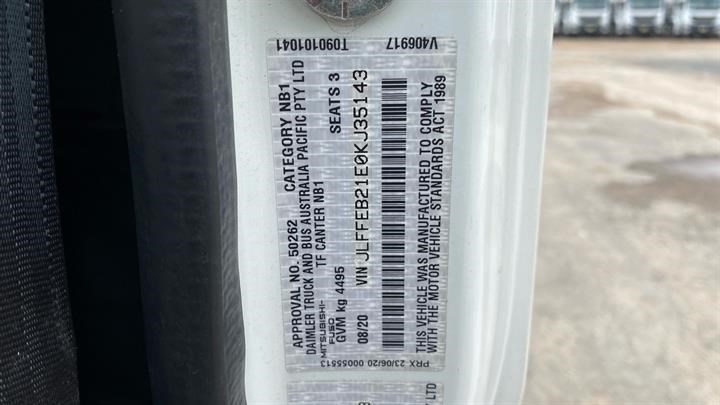 APPROVAL NO. 50262 CATEGORY NB1
DAIMLER TRUCK AND BUS AUSTRALIA PACIFIC PTY LTD
MITSUBISHI- TF CANTER NB1
FUSO
GVM kg 4495 SEATS 3
08/20 VIN JLFFEB21E0KJ35143
THIS VEHICLE WAS MANUFACTURED TO COMPLY
WITH THE MOTOR VEHICLE STANDARDS ACT 1989
PRX 23/06/20 00055513
T090101041
V406917
Y LTD